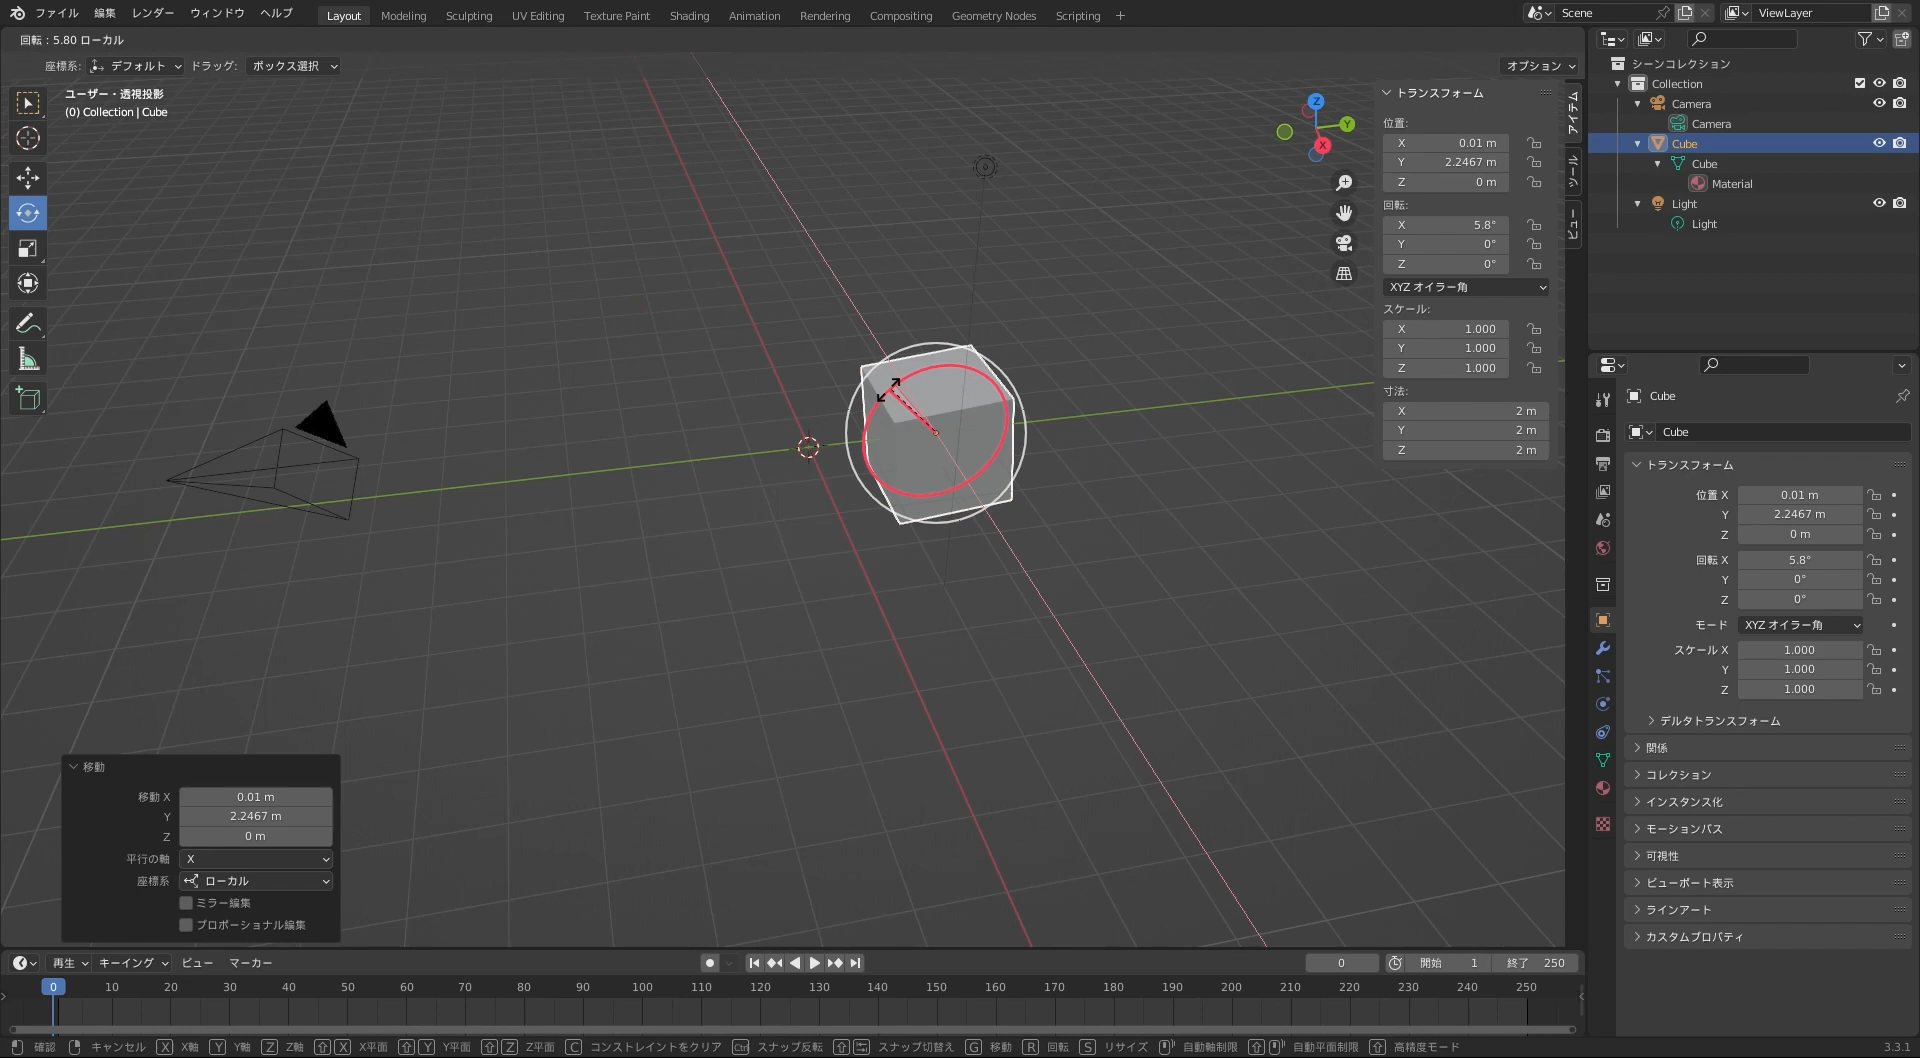 ファイル 編集 レンダー ウィンドウ ヘルプ Layout Modeling Sculpting UV Editing Texture Paint Shading Animation Rendering Compositing Geometry Nodes Scripting + Scene ViewLayer
回転 : 5.80 ローカル
座標系: デフォルト ドラッグ: ボックス選択 オプション
ユーザー・透視投影
(0) Collection | Cube
Z
Y
X
トランスフォーム
位置:
X 0.01 m
Y 2.2467 m
Z 0 m
回転:
X 5.8°
Y 0°
Z 0°
XYZ オイラー角
スケール:
X 1.000
Y 1.000
Z 1.000
寸法:
X 2 m
Y 2 m
Z 2 m
アイテム
ツール
ビュー
シーンコレクション
Collection
Camera
Camera
Cube
Cube
Material
Light
Light
Cube
Cube
トランスフォーム
位置 X 0.01 m
Y 2.2467 m
Z 0 m
回転 X 5.8°
Y 0°
Z 0°
モード XYZ オイラー角
スケール X 1.000
Y 1.000
Z 1.000
デルタトランスフォーム
関係
コレクション
インスタンス化
モーションパス
可視性
ビューポート表示
ラインアート
カスタムプロパティ
移動
移動 X 0.01 m
Y 2.2467 m
Z 0 m
平行の軸 X
座標系 ローカル
ミラー編集
プロポーショナル編集
再生 キーイング ビュー マーカー 0 開始 1 終了 250
0 10 20 30 40 50 60 70 80 90 100 110 120 130 140 150 160 170 180 190 200 210 220 230 240 250
確認 キャンセル X X軸 Y Y軸 Z Z軸 X X平面 Y Y平面 Z Z平面 C コンストレイントをクリア Ctrl スナップ反転 スナップ切替え G 移動 R 回転 S リサイズ 自動軸制限 自動平面制限 高精度モード 3.3.1